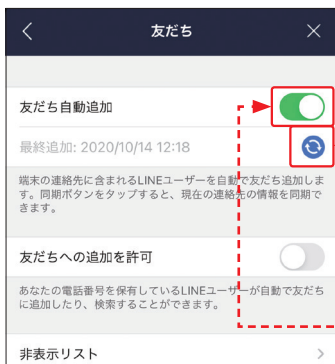 友だち
友だち自動追加
最終追加: 2020/10/14 12:18
端末の連絡先に含まれるLINEユーザーを自動で友だち追加しま
す。同期ボタンをタップすると、現在の連絡先の情報を同期で
きます。
友だちへの追加を許可
あなたの電話番号を保有しているLINEユーザーが自動で友だち
に追加したり、検索することができます。
非表示リスト